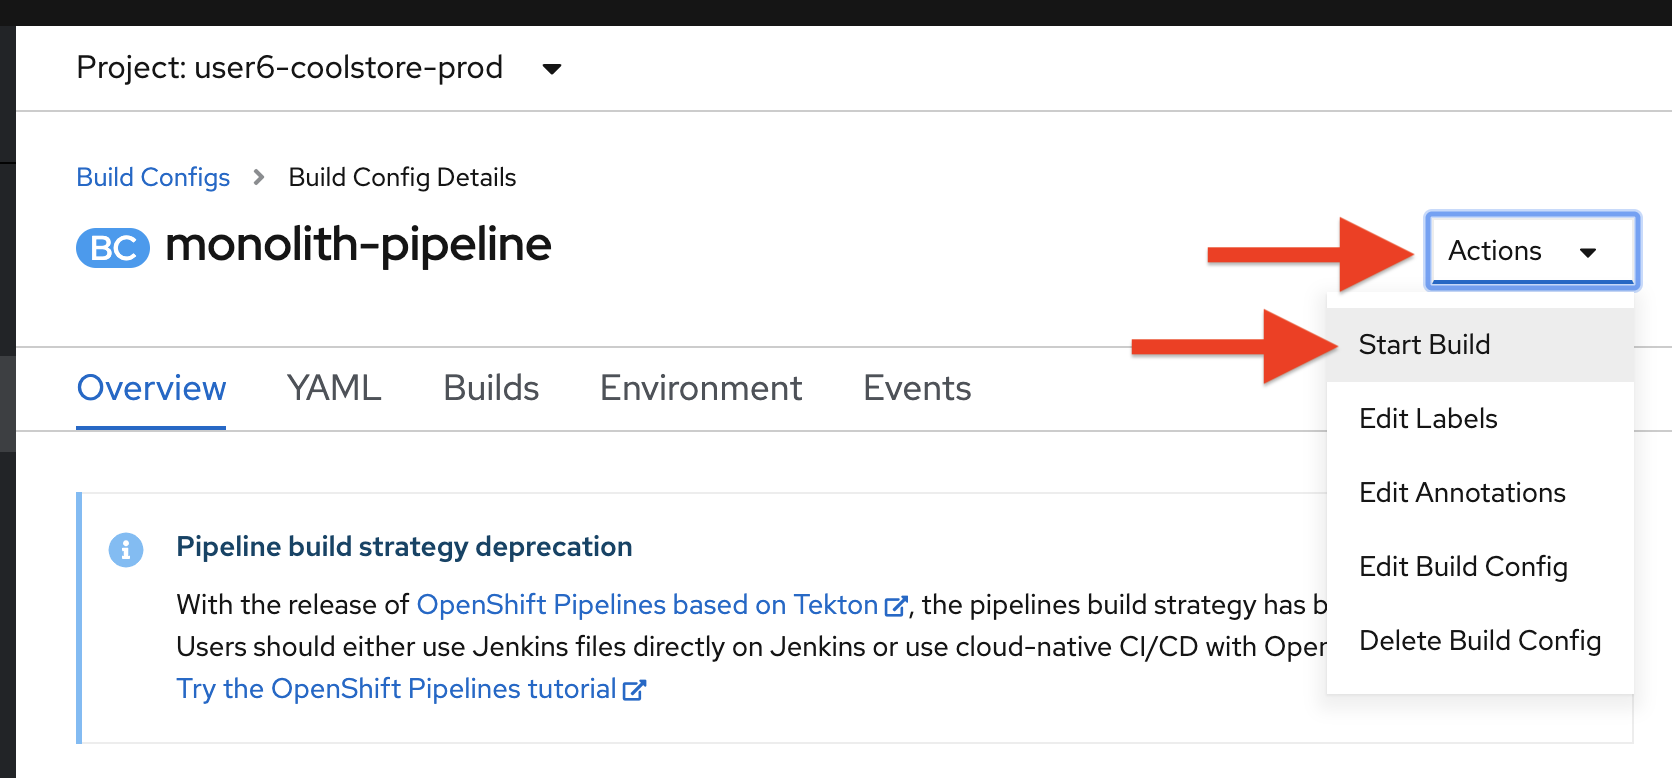 Project: user6-coolstore-prod
Build Configs > Build Config Details
BC monolith-pipeline
Actions
Start Build
Edit Labels
Edit Annotations
Edit Build Config
Delete Build Config
Overview YAML Builds Environment Events
Pipeline build strategy deprecation
With the release of OpenShift Pipelines based on Tekton, the pipelines build strategy has
Users should either use Jenkins files directly on Jenkins or use cloud-native CI/CD with
Try the OpenShift Pipelines tutorial